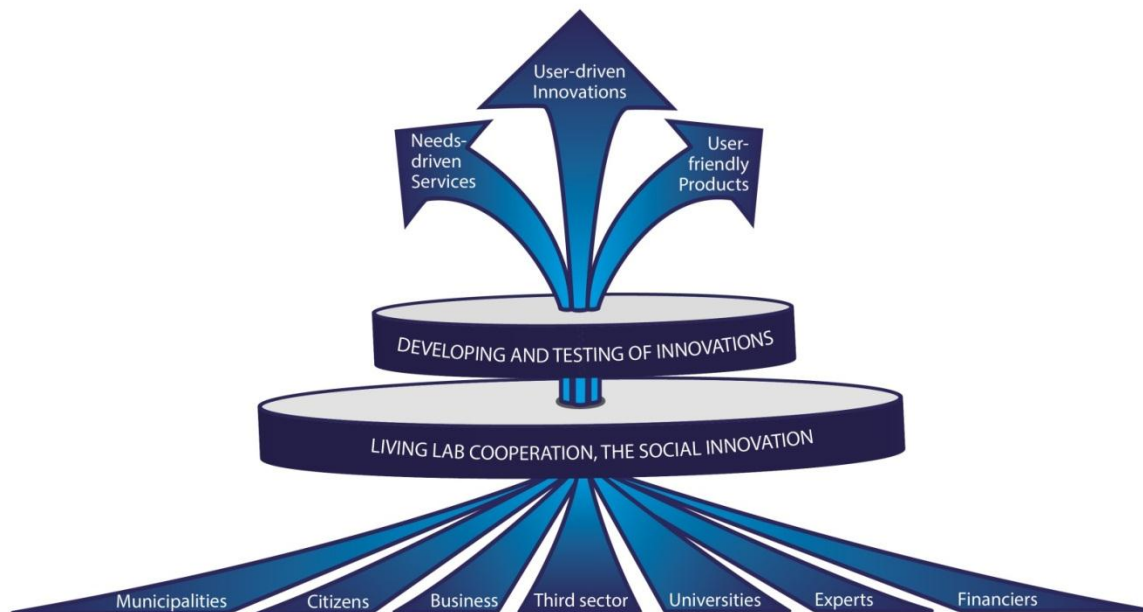 User-driven
Innovations
Needs-
driven
Services
User-
friendly
Products
DEVELOPING AND TESTING OF INNOVATIONS
LIVING LAB COOPERATION, THE SOCIAL INNOVATION
Municipalities
Citizens
Business
Third sector
Universities
Experts
Financiers